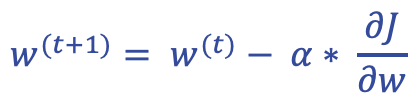 w^{(t+1)} = w^{(t)} − α * ∂J/∂w